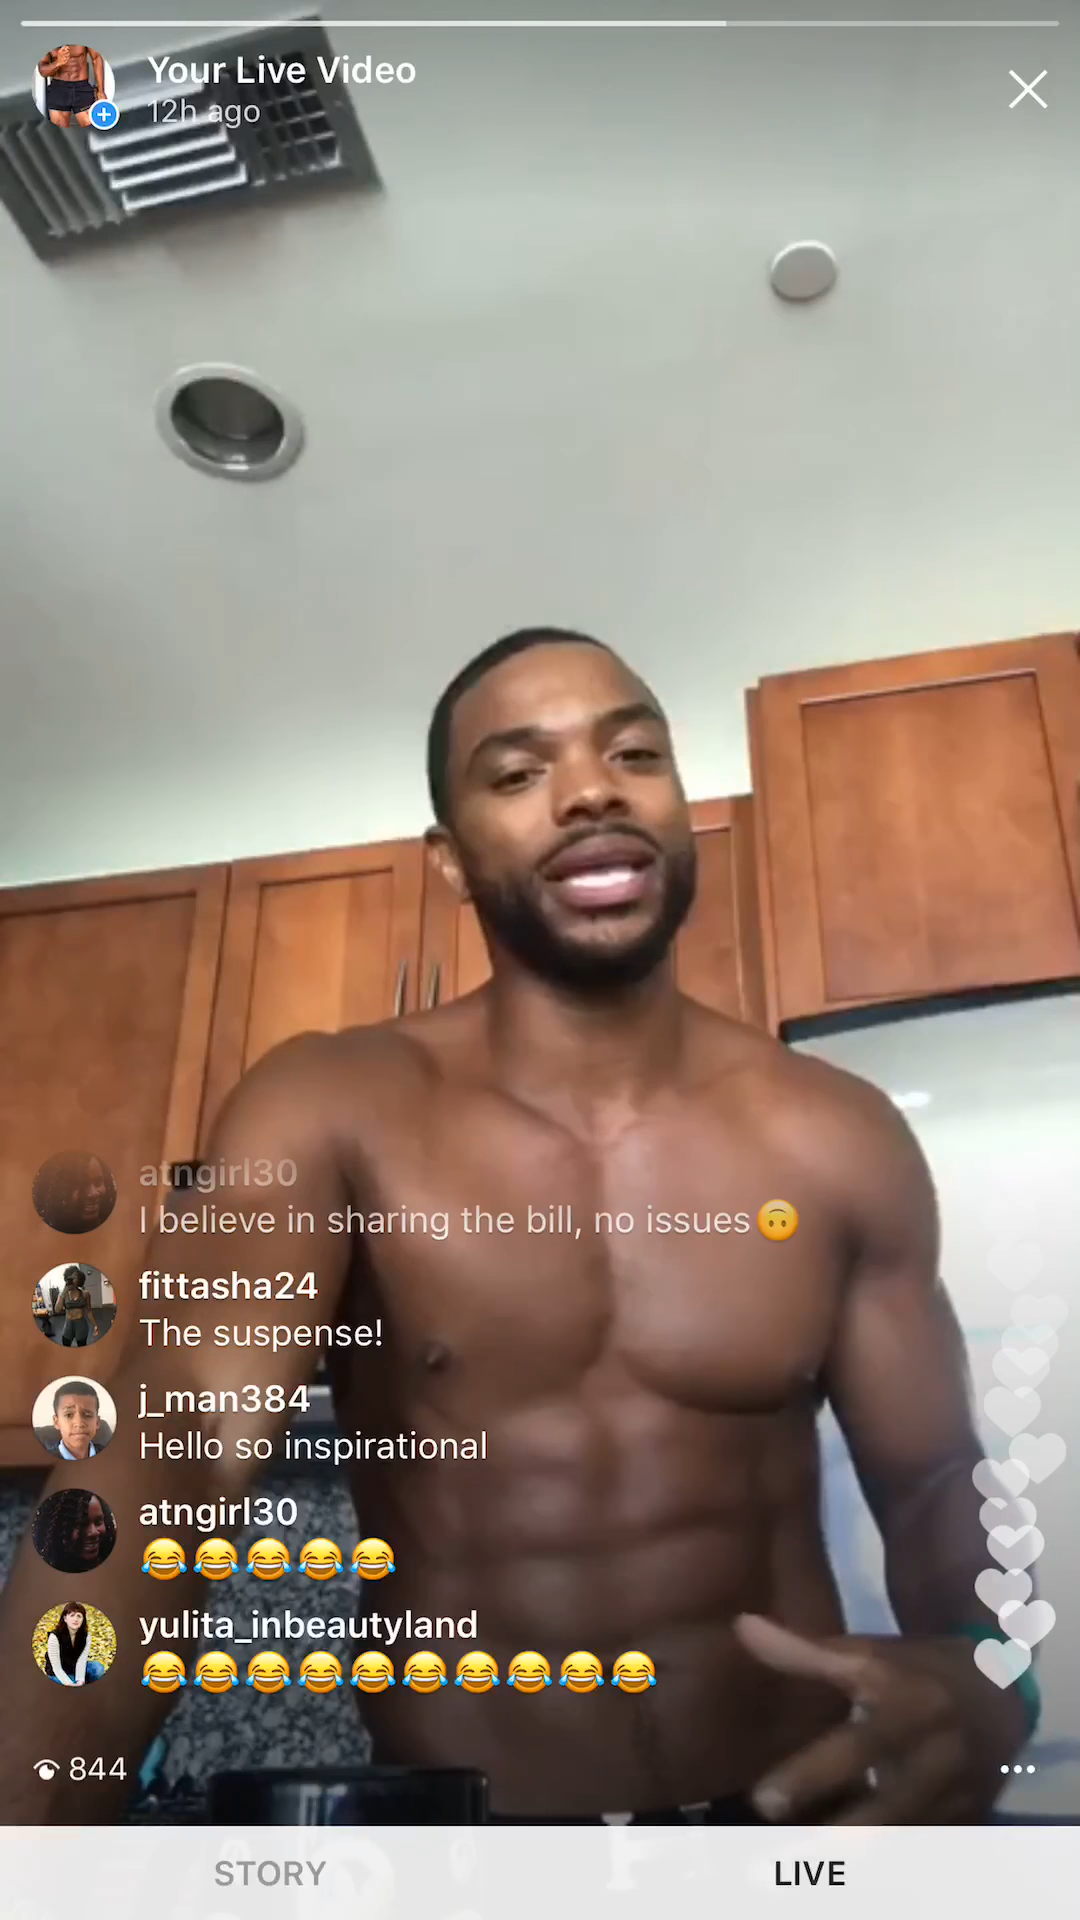 Your Live Video
12h ago
atngirl30
I believe in sharing the bill, no issues🙃
fittasha24
The suspense!
j_man384
Hello so inspirational
atngirl30
😂😂😂😂😂
yulita_inbeautyland
😂😂😂😂😂😂😂😂😂😂
844
STORY
LIVE